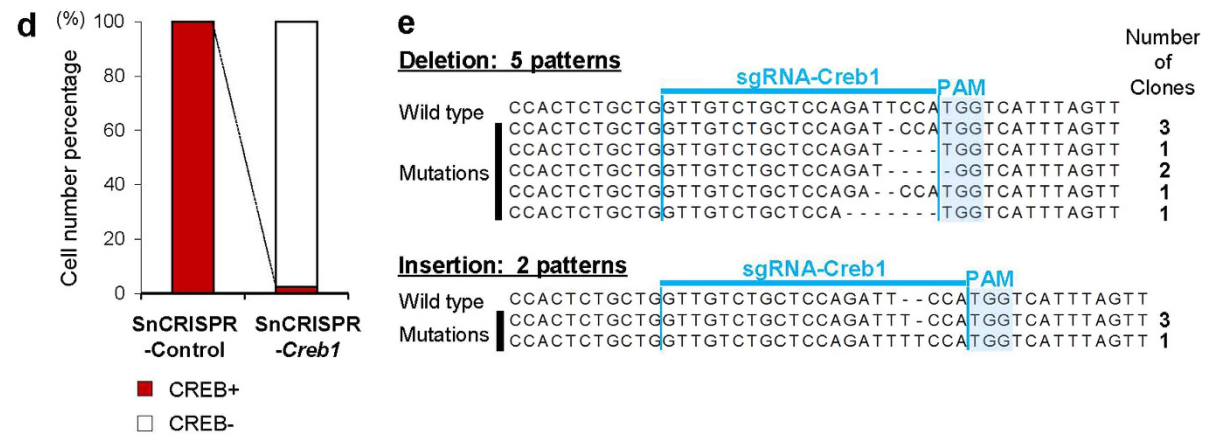 d
(%)
100
80
60
40
20
0
Cell number percentage
SnCRISPR
-Control
SnCRISPR
-Creb1
CREB+
CREB-
e
Deletion: 5 patterns
Number
of
Clones
sgRNA-Creb1 PAM
Wild type CCACTCTGCTGGTTGTCTGCTCCAGATTCCATGGTCATTTAGTT
Mutations
CCACTCTGCTGGTTGTCTGCTCCAGAT-CCATGGTCATTTAGTT 3
CCACTCTGCTGGTTGTCTGCTCCAGAT----TGGTCATTTAGTT 1
CCACTCTGCTGGTTGTCTGCTCCAGAT-----GGTCATTTAGTT 2
CCACTCTGCTGGTTGTCTGCTCCAGA--CCATGGTCATTTAGTT 1
CCACTCTGCTGGTTGTCTGCTCCA-------TGGTCATTTAGTT 1
Insertion: 2 patterns
sgRNA-Creb1 PAM
Wild type CCACTCTGCTGGTTGTCTGCTCCAGATT--CCATGGTCATTTAGTT
Mutations
CCACTCTGCTGGTTGTCTGCTCCAGATTT-CCATGGTCATTTAGTT 3
CCACTCTGCTGGTTGTCTGCTCCAGATTTTCCATGGTCATTTAGTT 1